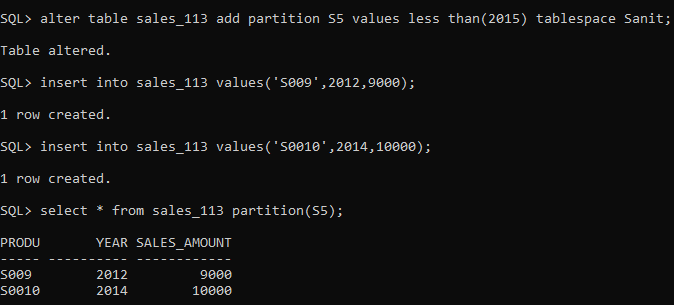 SQL> alter table sales_113 add partition S5 values less than(2015) tablespace Sanit;
Table altered.
SQL> insert into sales_113 values('S009',2012,9000);
1 row created.
SQL> insert into sales_113 values('S0010',2014,10000);
1 row created.
SQL> select * from sales_113 partition(S5);
PRODU       YEAR SALES_AMOUNT
----- ---------- ------------
S009        2012         9000
S0010       2014        10000